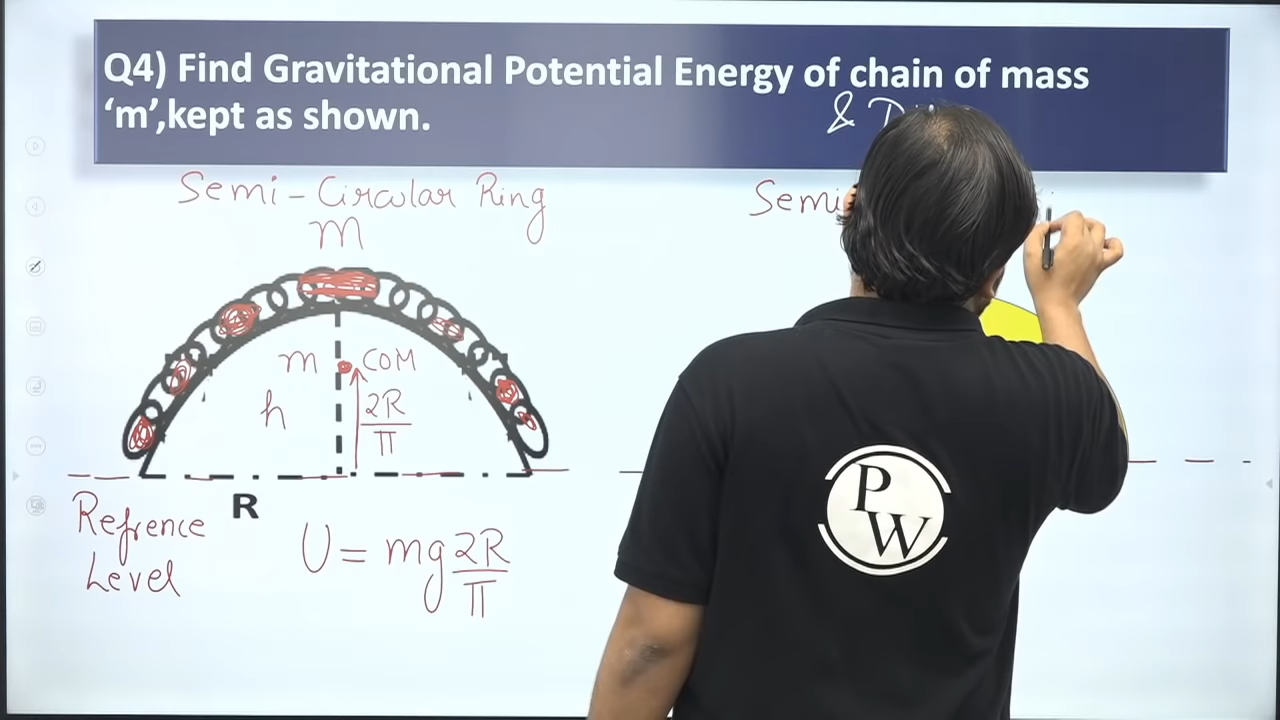 Q4) Find Gravitational Potential Energy of chain of mass
‘m’,kept as shown.
&
Semi-Circular Ring
m
m
COM
h
2R
π
R
Refrence
Level
U = mg 2R
π
Semi
P
W